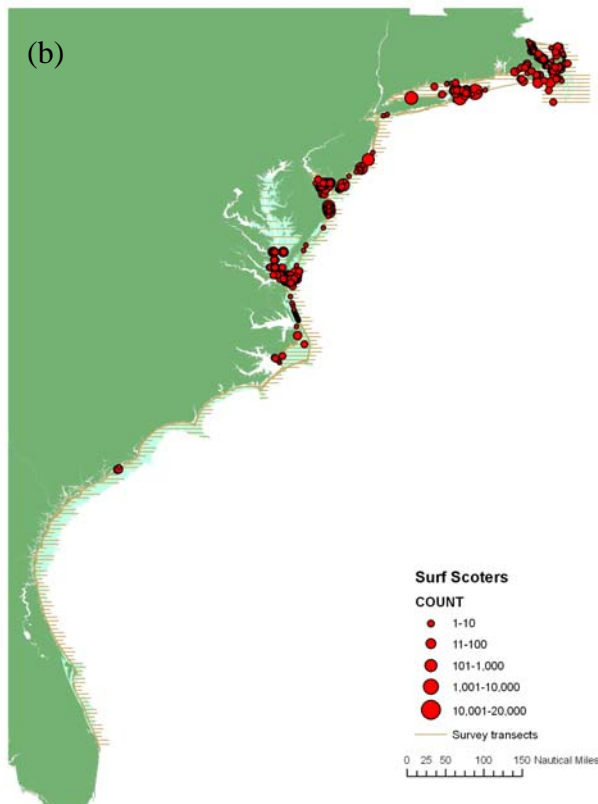 (b)
Surf Scoters
COUNT
1-10
11-100
101-1,000
1,001-10,000
10,001-20,000
Survey transects
0 25 50 100 150 Nautical Miles